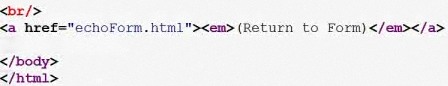 <br/>
<a href="echoForm.html"><em>(Return to Form)</em></a>
</body>
</html>